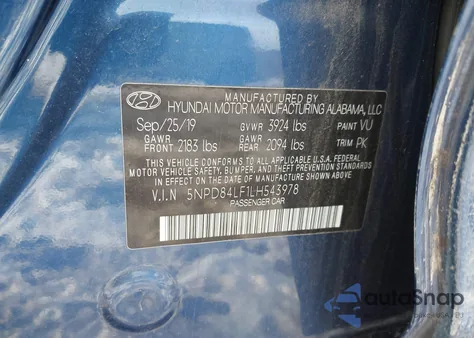 MANUFACTURED BY
HYUNDAI MOTOR MANUFACTURING ALABAMA, LLC
Sep/25/19 GVWR 3924 lbs PAINT VU
GAWR FRONT 2183 lbs GAWR REAR 2094 lbs TRIM PK
THIS VEHICLE CONFORMS TO ALL APPLICABLE U.S.A. FEDERAL
MOTOR VEHICLE SAFETY, BUMPER, AND THEFT PREVENTION
STANDARDS IN EFFECT ON THE DATE OF MANUFACTURE
SHOWN ABOVE.
V.I.N 5NPD84LF1LH543978
PASSENGER CAR
autoSnap